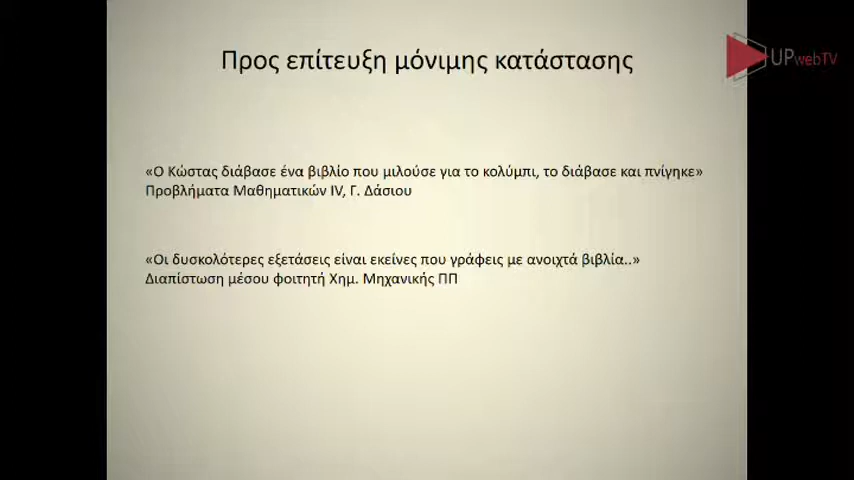 Προς επίτευξη μόνιμης κατάστασης
UPwebTV
«Ο Κώστας διάβασε ένα βιβλίο που μιλούσε για το κολύμπι, το διάβασε και πνίγηκε»
Προβλήματα Μαθηματικών IV, Γ. Δάσιου
«Οι δυσκολότερες εξετάσεις είναι εκείνες που γράφεις με ανοιχτά βιβλία..»
Διαπίστωση μέσου φοιτητή Χημ. Μηχανικής ΠΠ